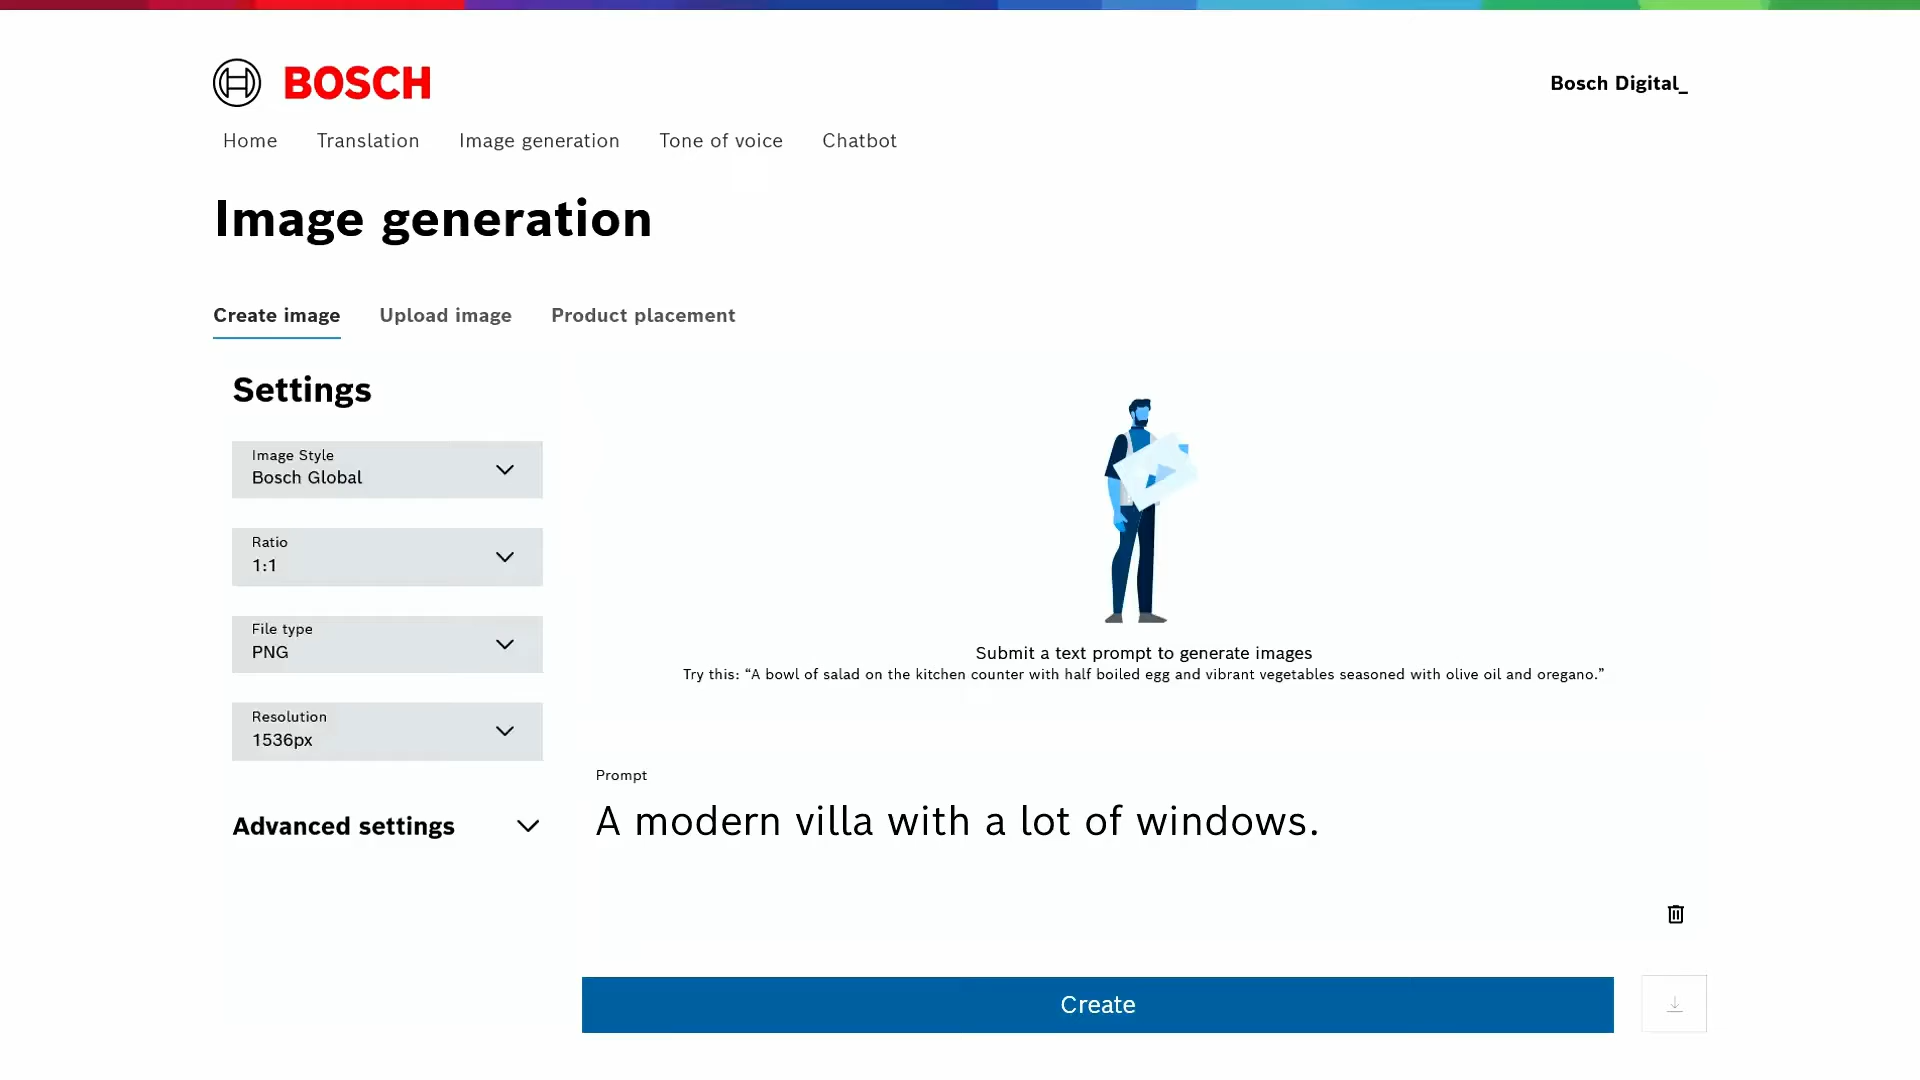 BOSCH
Bosch Digital_
Home Translation Image generation Tone of voice Chatbot
Image generation
Create image Upload image Product placement
Settings
Image Style
Bosch Global
Ratio
1:1
File type
PNG
Resolution
1536px
Advanced settings
Submit a text prompt to generate images
Try this: “A bowl of salad on the kitchen counter with half boiled egg and vibrant vegetables seasoned with olive oil and oregano.”
Prompt
A modern villa with a lot of windows.
Create